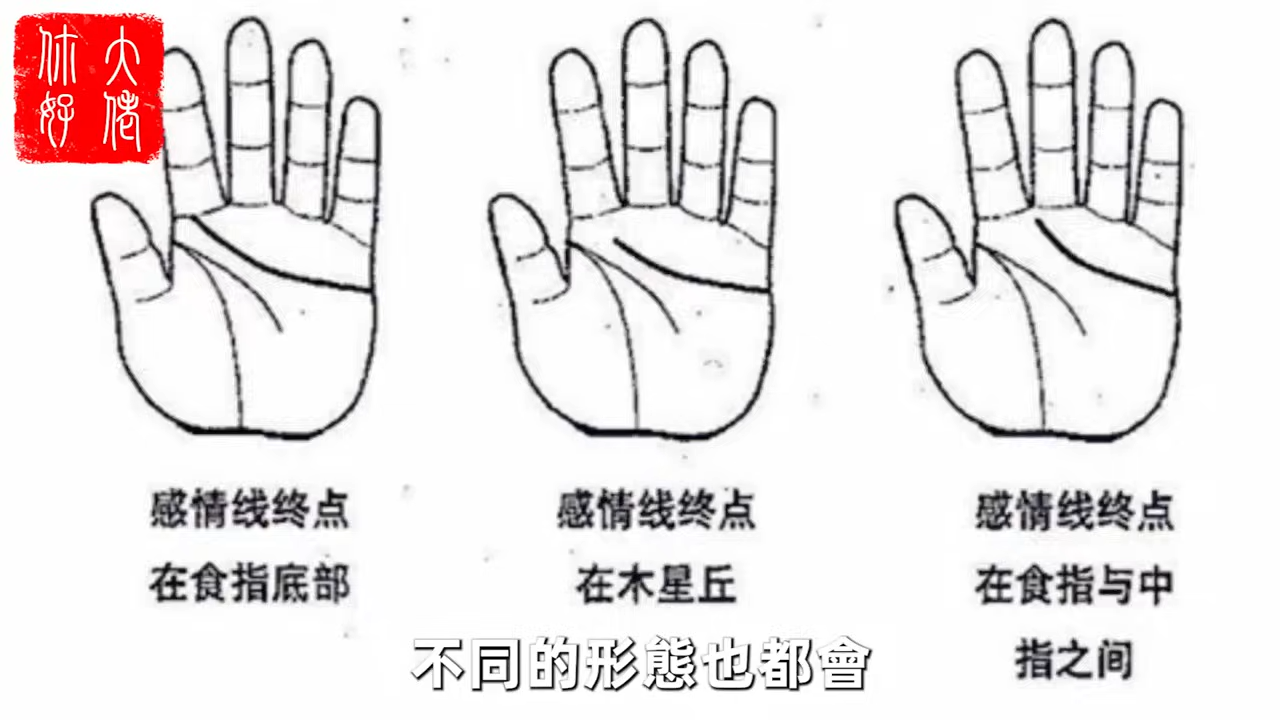 大佬
休好
感情线终点
在食指底部
感情线终点
在木星丘
感情线终点
在食指与中
指之间
不同的形態也都會